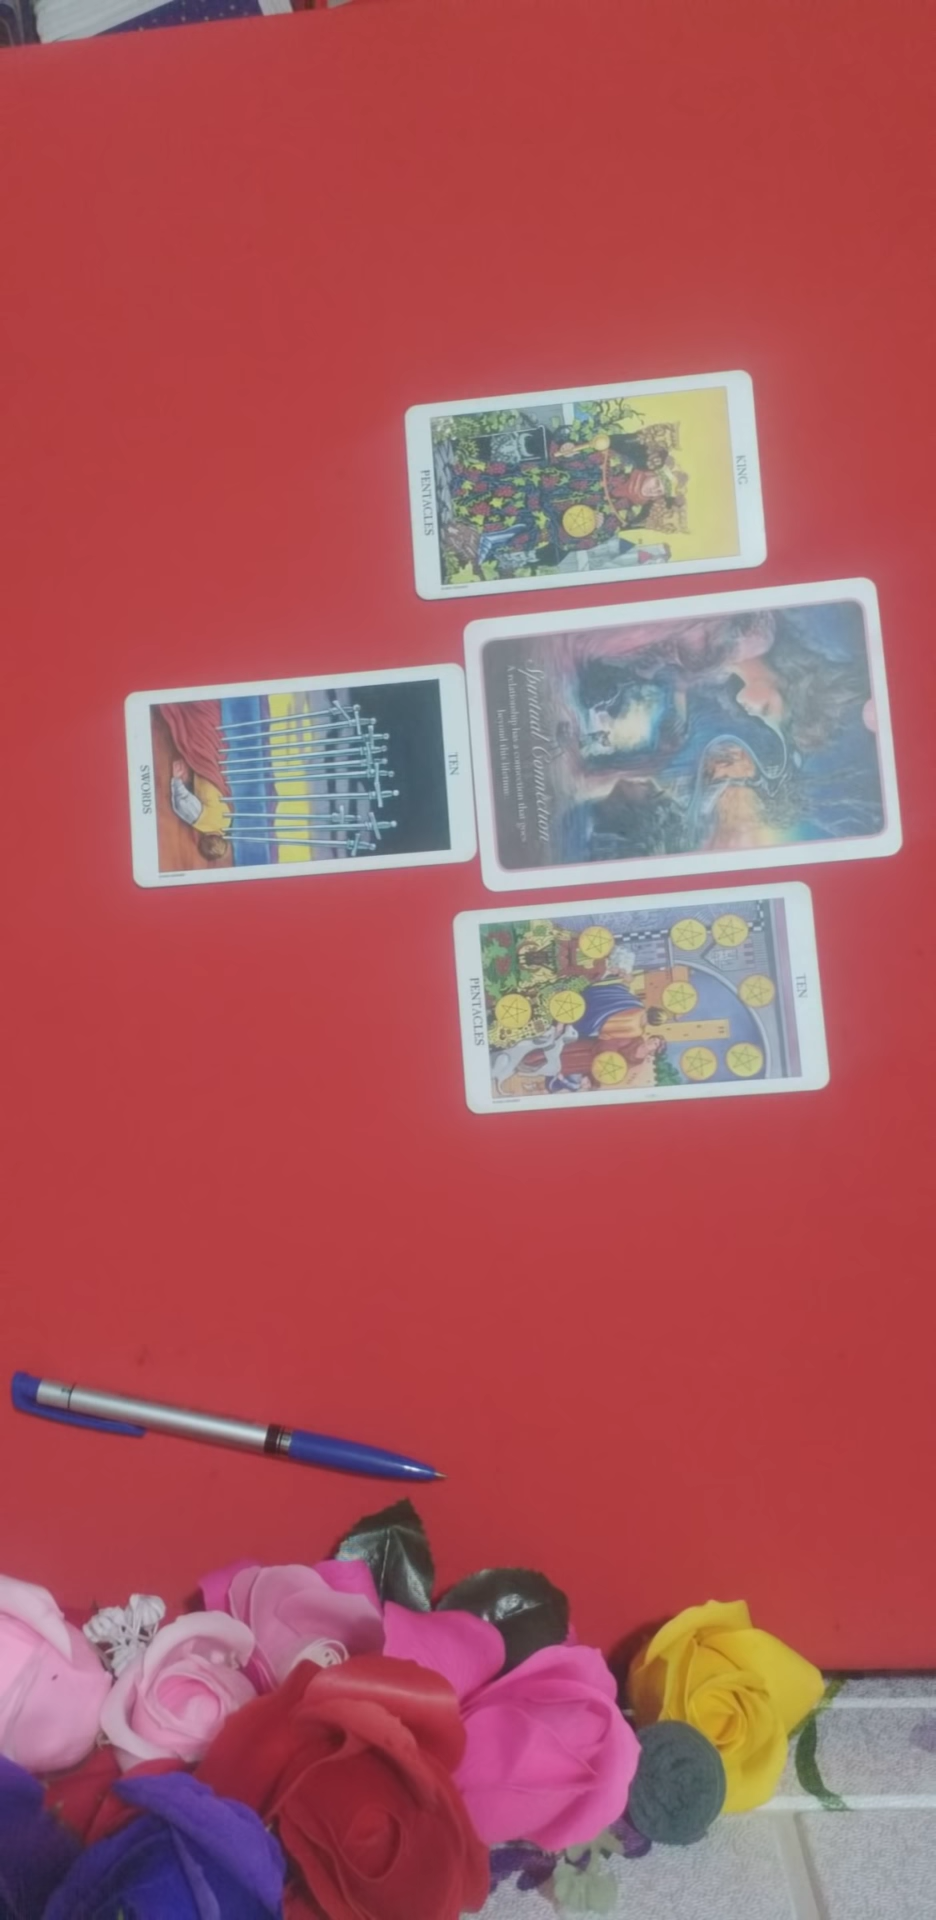 KING
PENTACLES
Spiritual Connection
A relationship has a connection that goes
beyond this lifetime.
TEN
SWORDS
TEN
PENTACLES